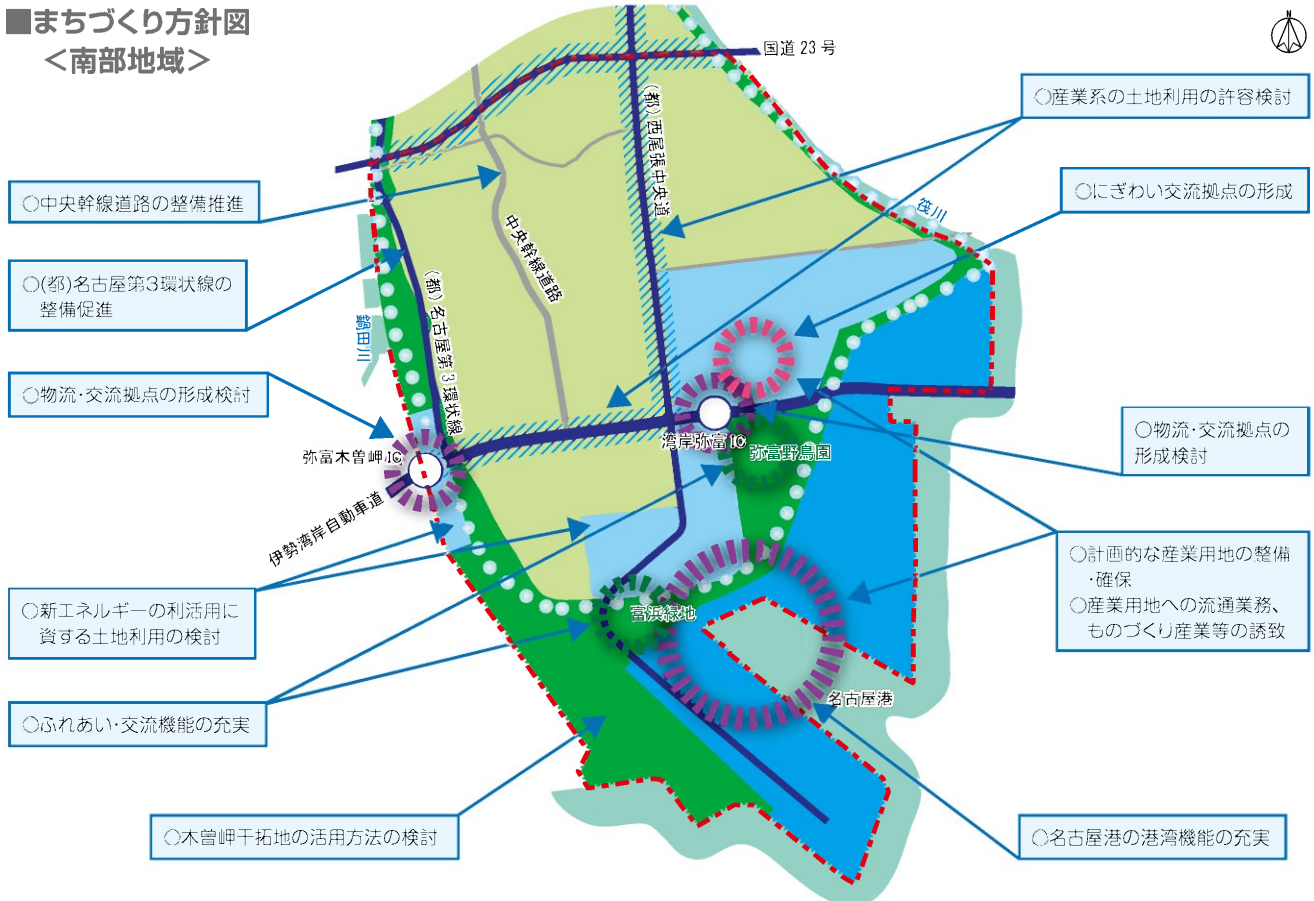 ■まちづくり方針図
＜南部地域＞
N
国道23号
○産業系の土地利用の許容検討
(都)西尾張中央道
○中央幹線道路の整備推進
○にぎわい交流拠点の形成
筏川
中央幹線道路
○(都)名古屋第3環状線の
整備促進
(都)名古屋第3環状線
鍋田川
○物流・交流拠点の形成検討
湾岸弥富IC
弥富野鳥園
○物流・交流拠点の
形成検討
弥富木曽岬IC
伊勢湾岸自動車道
○計画的な産業用地の整備
・確保
○産業用地への流通業務、
ものづくり産業等の誘致
○新エネルギーの利活用に
資する土地利用の検討
富浜緑地
名古屋港
○ふれあい・交流機能の充実
○木曽岬干拓地の活用方法の検討
○名古屋港の港湾機能の充実